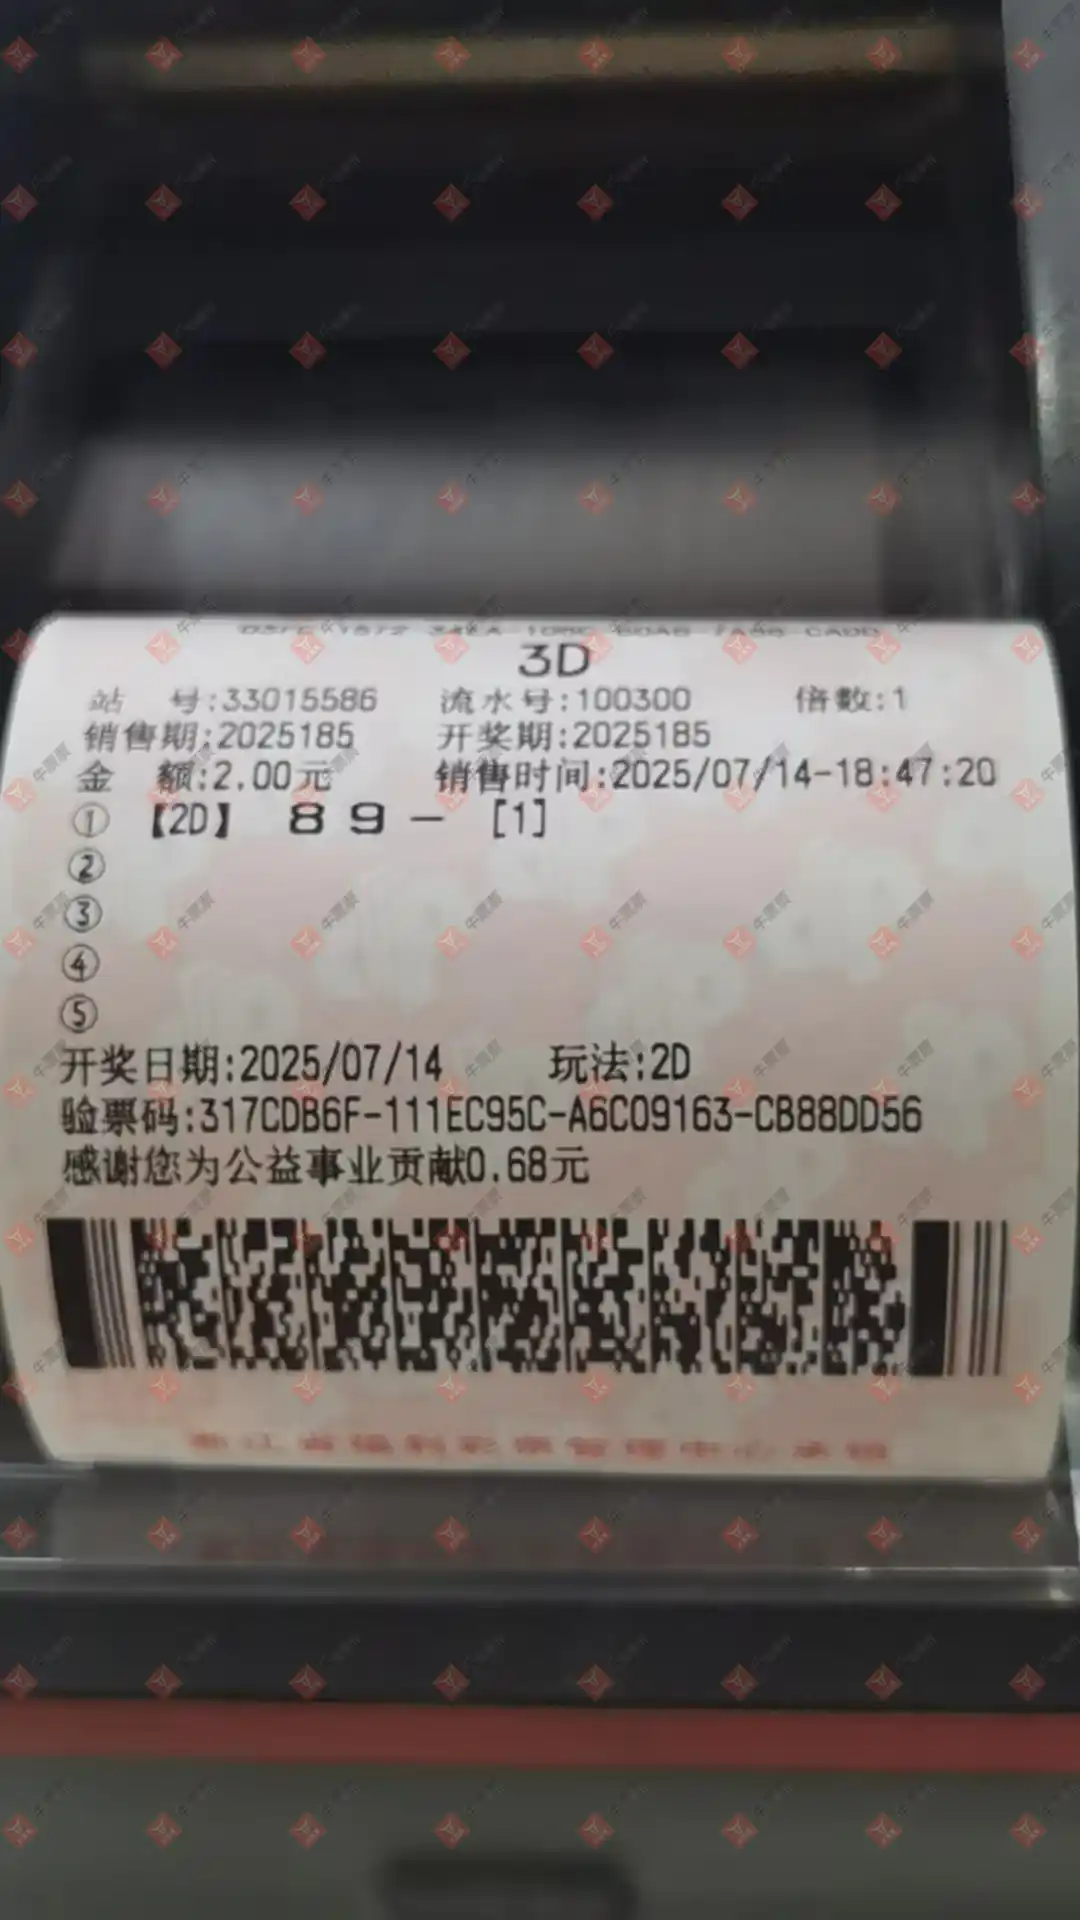 3D
站 号:33015586 流水号:100300 倍数:1
销售期:2025185 开奖期:2025185
金 额:2.00元 销售时间:2025/07/14-18:47:20
① 【2D】 8 9 — [1]
②
③
④
⑤
开奖日期:2025/07/14 玩法:2D
验票码:317CDB6F-111EC95C-A6C09163-CB88DD56
感谢您为公益事业贡献0.68元